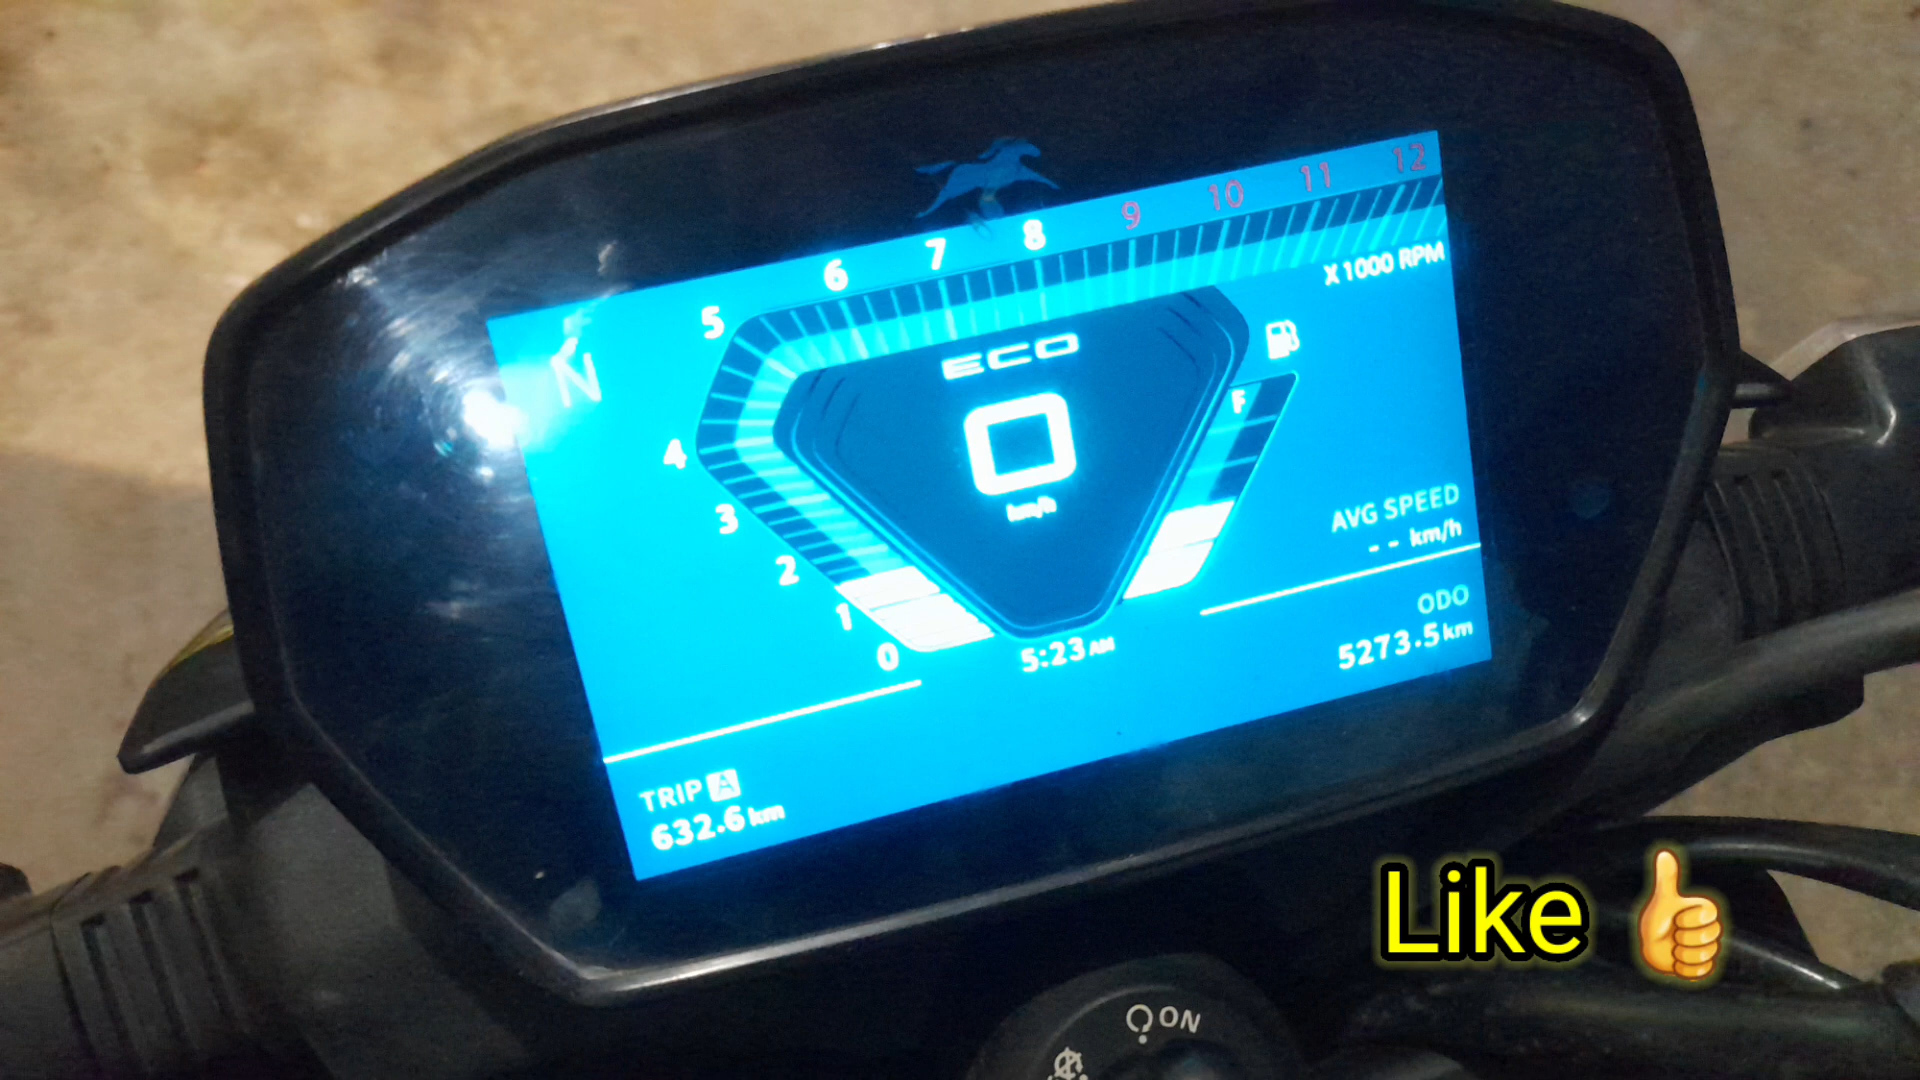 12
11
10
9
8
7
6
5
4
3
2
1
0
X 1000 RPM
N
ECO
0
km/h
F
AVG SPEED
-- km/h
ODO
5273.5 km
5:23 AM
TRIP A
632.6 km
Like 👍
ON